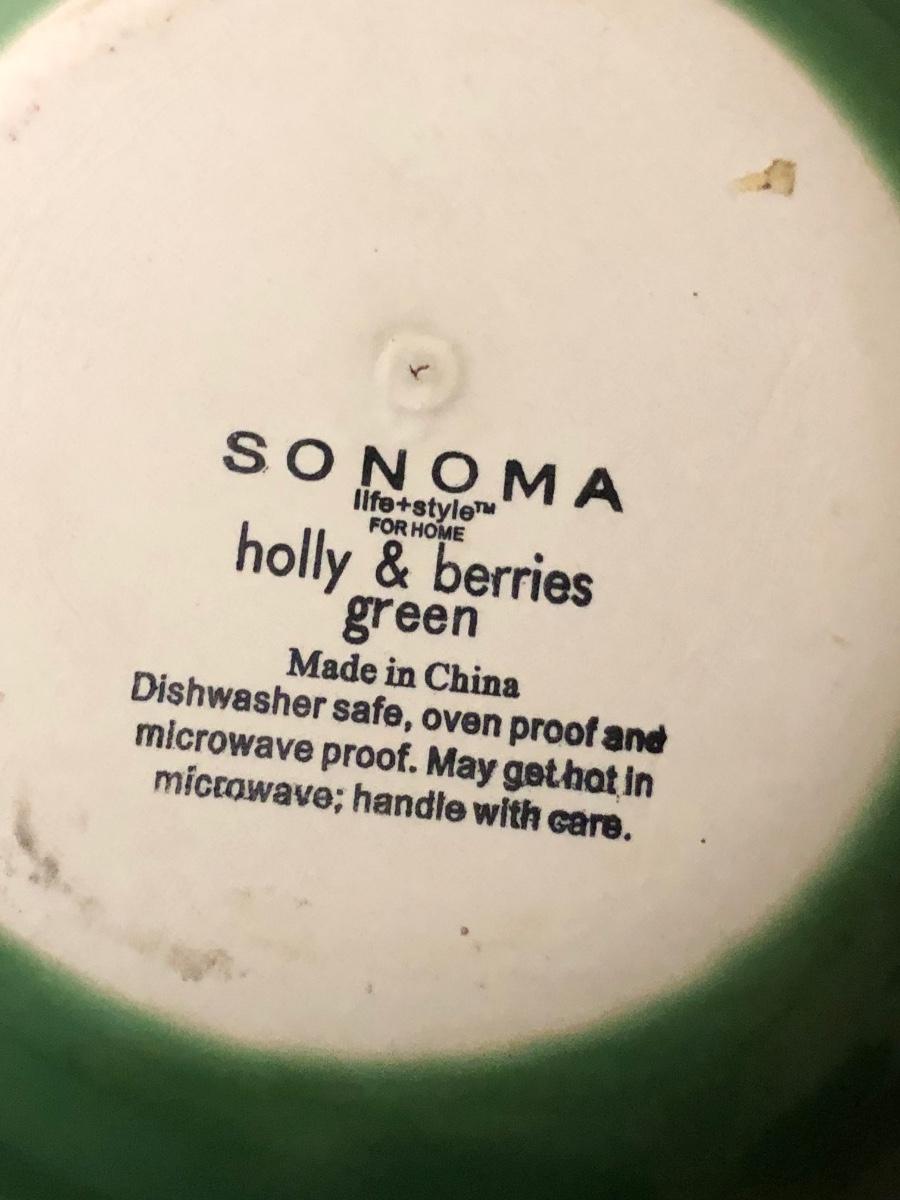 SONOMA
life+style™
FOR HOME
holly & berries
green
Made in China
Dishwasher safe, oven proof and
microwave proof. May get hot in
microwave; handle with care.